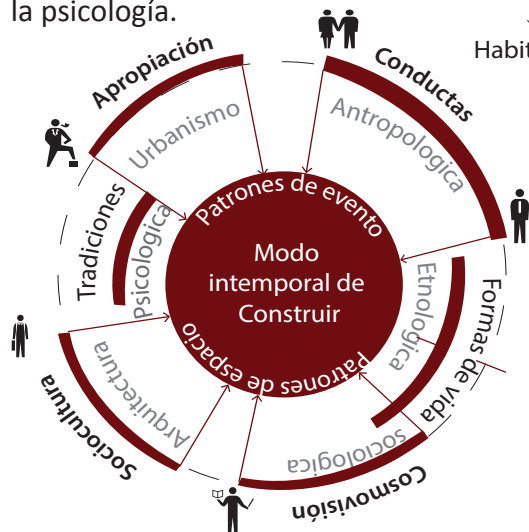 la psicología.
Habit
Apropiación
Urbanismo
Conductas
Antropologica
Tradiciones
Psicologica
Patrones de evento
Modo
intemporal de
Construir
Patrones de espacio
Etnologica
Formas de vida
Sociocultura
Arquitectura
sociologica
Cosmovisión